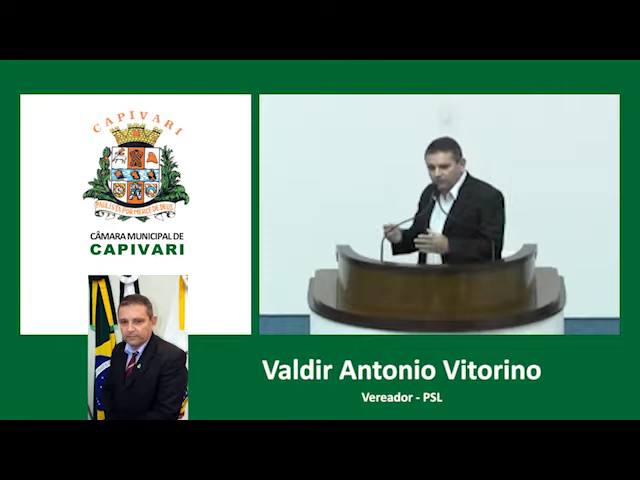 CAPIVARI
PAULISTA POR MERCÊ DE DEUS
CÂMARA MUNICIPAL DE
CAPIVARI
Valdir Antonio Vitorino
Vereador - PSL